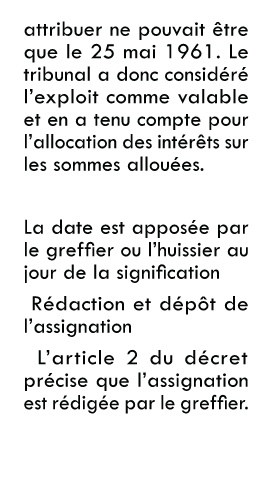 attribuer ne pouvait être
que le 25 mai 1961. Le
tribunal a donc considéré
l'exploit comme valable
et en a tenu compte pour
l'allocation des intérêts sur
les sommes allouées.
La date est apposée par
le greffier ou l'huissier au
jour de la signification
Rédaction et dépôt de
l'assignation
L'article 2 du décret
précise que l'assignation
est rédigée par le greffier.